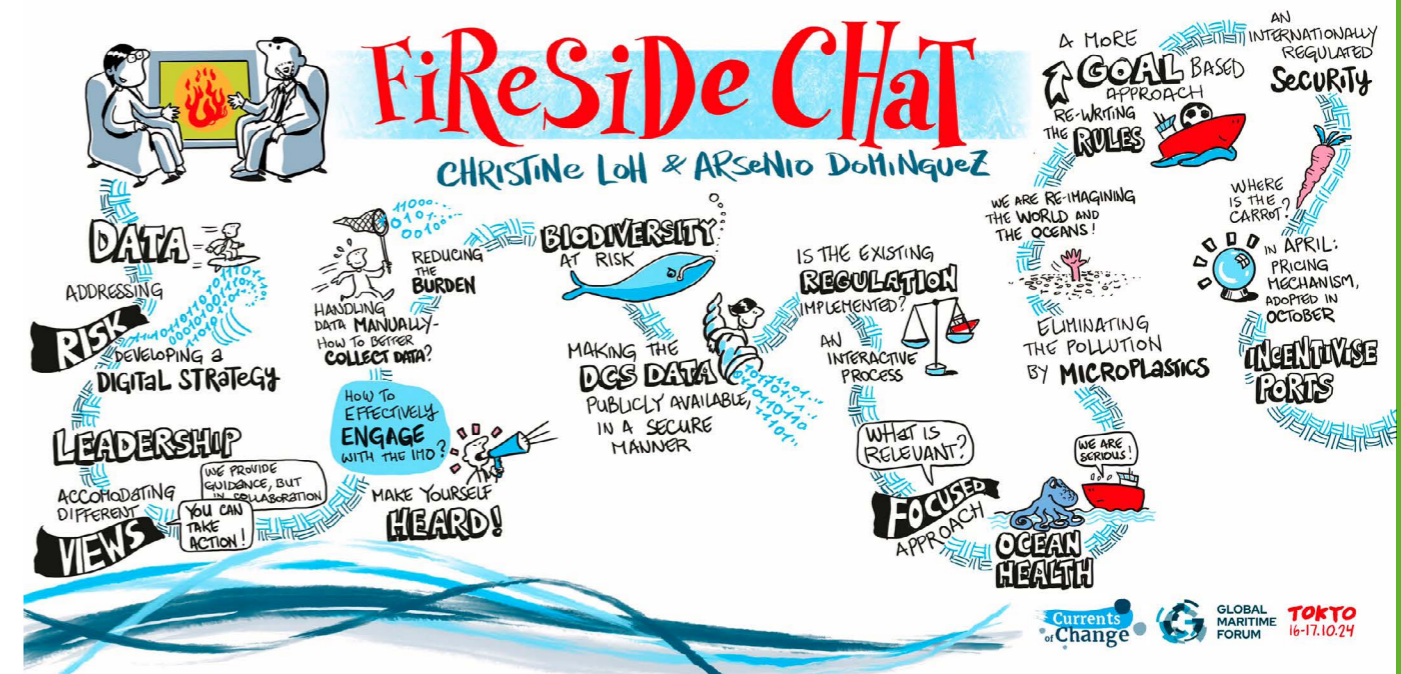 FIRESIDE CHAT
CHRISTINE LOH & ARSENIO DOMINGUEZ
DATA
ADDRESSING
RISK
DEVELOPING A
DIGITAL STRATEGY
LEADERSHIP
ACCOMODATING
DIFFERENT
VIEWS
WE PROVIDE
GUIDANCE, BUT
IN COLLABORATION
YOU CAN
TAKE
ACTION!
MAKE YOURSELF
HEARD!
HOW TO
EFFECTIVELY
ENGAGE
WITH THE IMO?
HANDLING
DATA MANUALLY-
HOW TO BETTER
COLLECT DATA?
11000...
0101...
001000...
REDUCING
THE
BURDEN
BIODIVERSITY
AT RISK
MAKING THE
DCS DATA
PUBLICLY AVAILABLE,
IN A SECURE
MANNER
IS THE EXISTING
REGULATION
IMPLEMENTED?
AN
INTERACTIVE
PROCESS
WHAT IS
RELEVANT?
FOCUSED
APPROACH
OCEAN
HEALTH
WE ARE
SERIOUS!
ELIMINATING
THE POLLUTION
BY MICROPLASTICS
WE ARE RE-IMAGINING
THE WORLD AND
THE OCEANS!
RE-WRITING
THE RULES
A MORE
GOAL BASED
APPROACH
AN
INTERNATIONALLY
REGULATED
SECURITY
WHERE
IS THE
CARROT?
IN APRIL:
PRICING
MECHANISM,
ADOPTED IN
OCTOBER
INCENTIVISE
PORTS
Currents
of Change
GLOBAL
MARITIME
FORUM
TOKYO
16-17.10.24